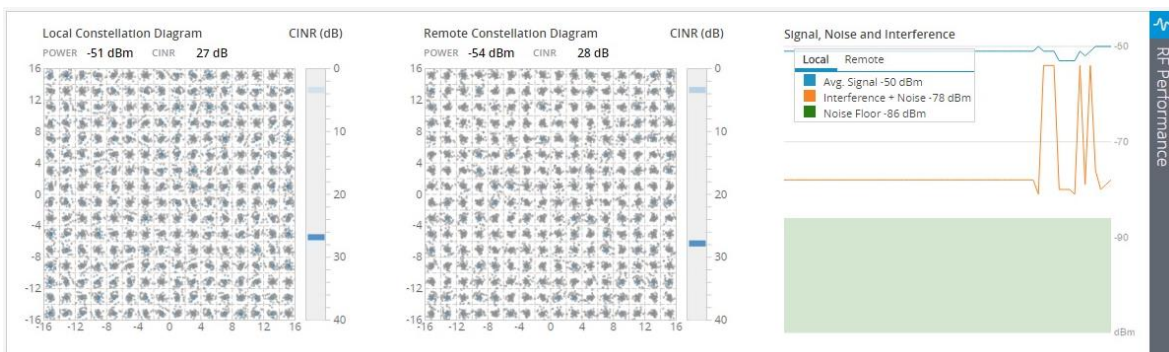 Local Constellation Diagram CINR (dB)
POWER -51 dBm CINR 27 dB
16
12
8
4
0
-4
-8
-12
-16
-16 -12 -8 -4 0 4 8 12 16
0
10
20
30
40
Remote Constellation Diagram CINR (dB)
POWER -54 dBm CINR 28 dB
16
12
8
4
0
-4
-8
-12
-16
-16 -12 -8 -4 0 4 8 12 16
0
10
20
30
40
Signal, Noise and Interference
Local Remote
Avg. Signal -50 dBm
Interference + Noise -78 dBm
Noise Floor -86 dBm
-60
-70
-90
dBm
RF Performance